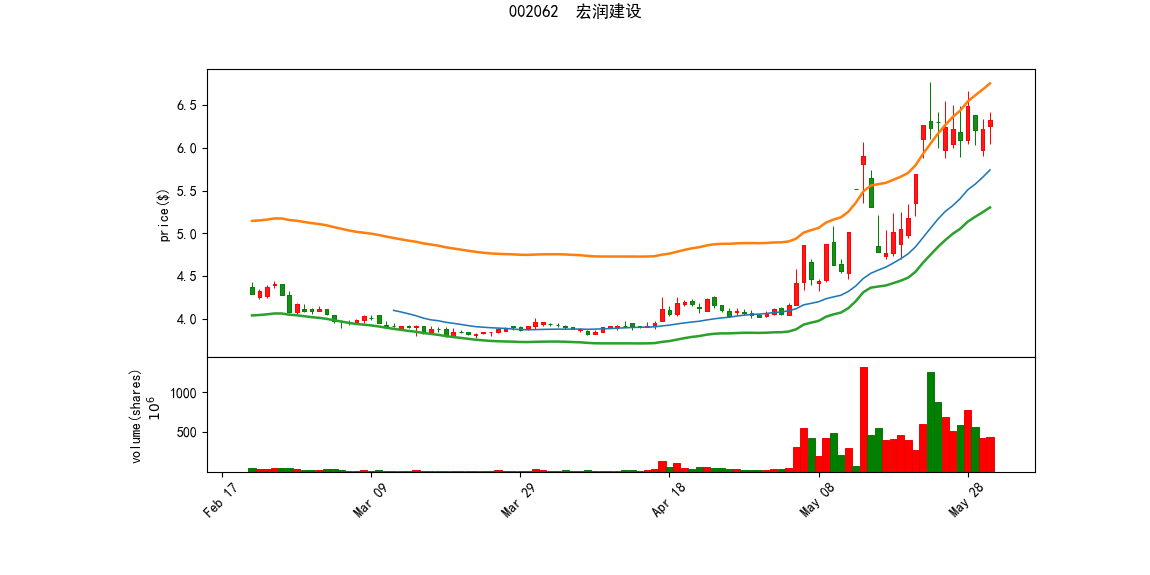 002062 宏润建设
price($)
6.5
6.0
5.5
5.0
4.5
4.0
volume(shares)
10^6
1000
500
Feb 17
Mar 09
Mar 29
Apr 18
May 08
May 28